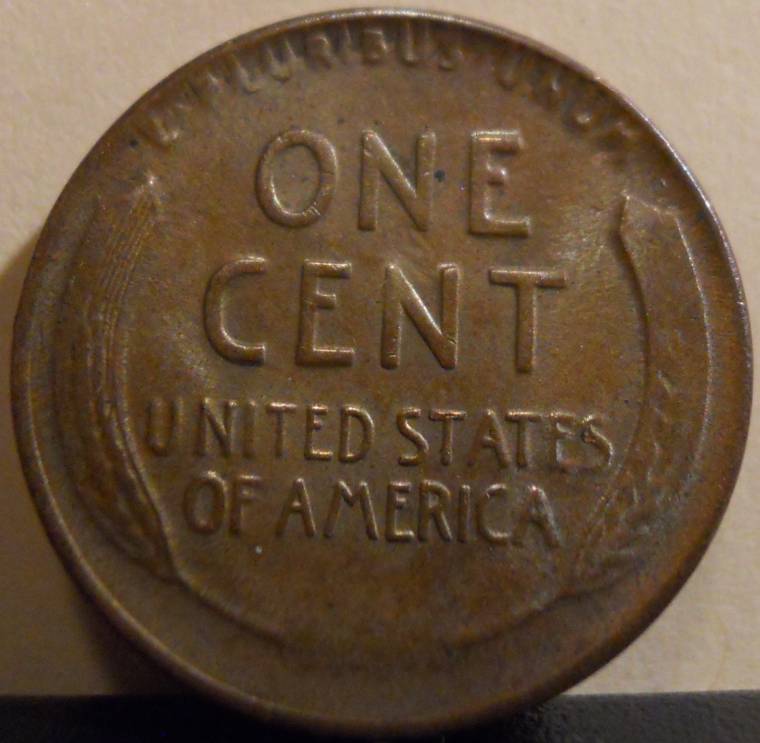 E PLURIBUS UNUM
ONE
CENT
UNITED STATES
OF AMERICA